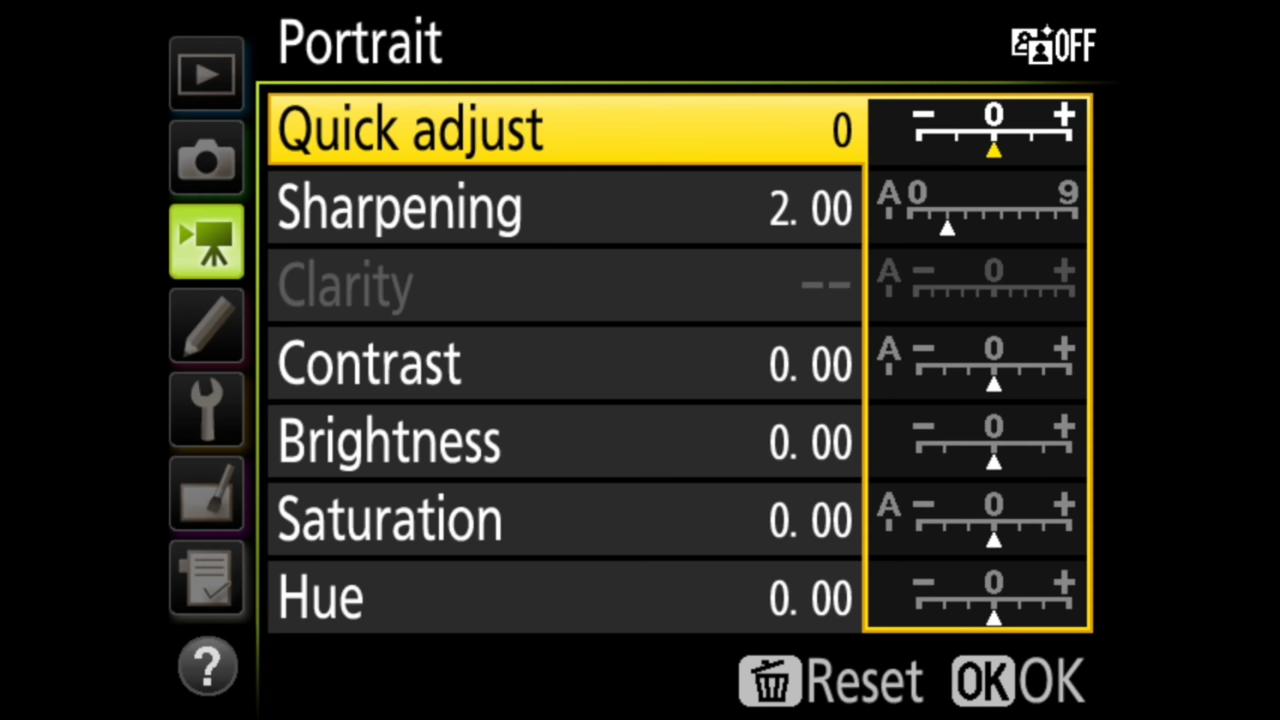 Portrait
OFF
Quick adjust 0 − 0 +
Sharpening 2. 00 A 0 9
Clarity −− A − 0 +
Contrast 0. 00 A − 0 +
Brightness 0. 00 − 0 +
Saturation 0. 00 A − 0 +
Hue 0. 00 − 0 +
? Reset OK OK